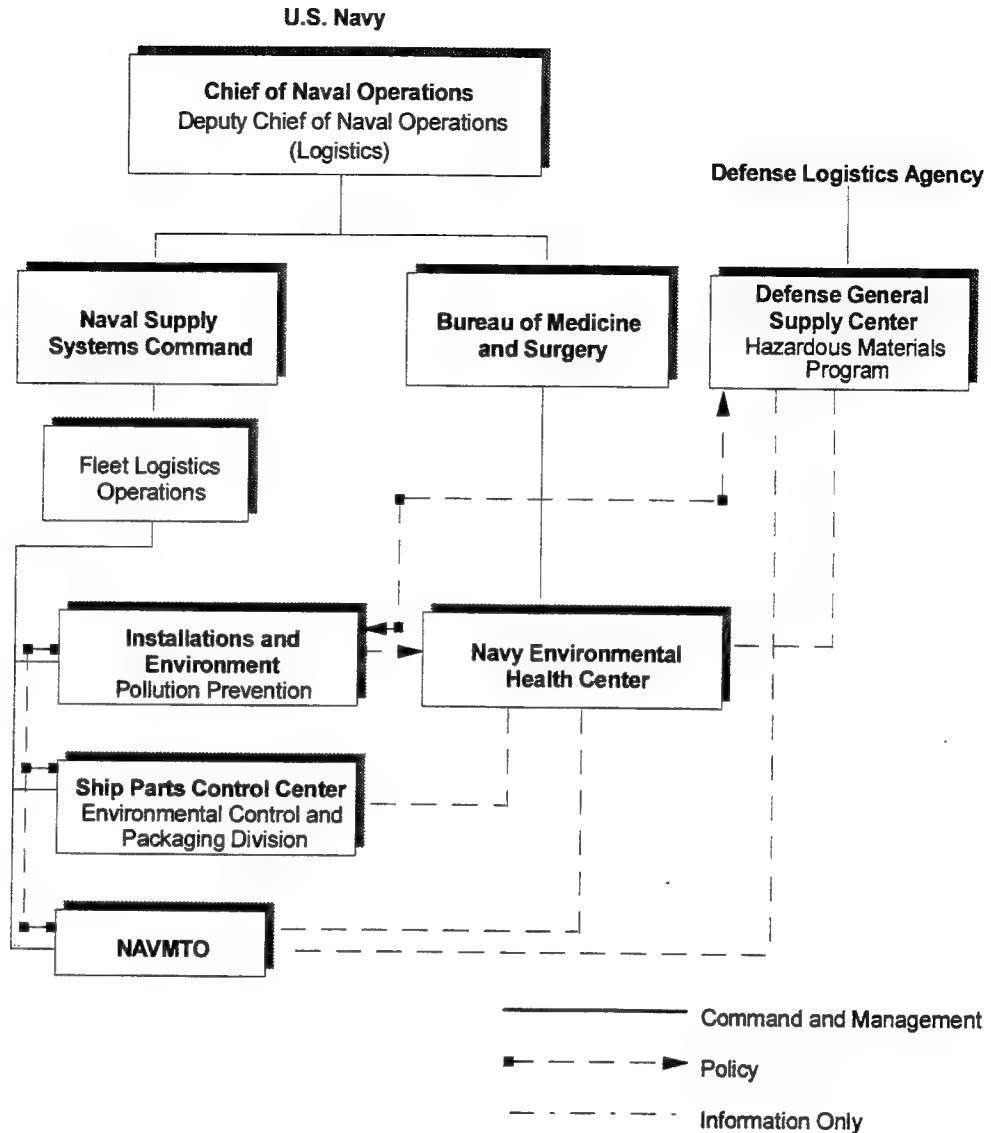 U.S. Navy
Chief of Naval Operations
Deputy Chief of Naval Operations
(Logistics)
Defense Logistics Agency
Naval Supply
Systems Command
Bureau of Medicine
and Surgery
Defense General
Supply Center
Hazardous Materials
Program
Fleet Logistics
Operations
Installations and
Environment
Pollution Prevention
Navy Environmental
Health Center
Ship Parts Control Center
Environmental Control and
Packaging Division
NAVMTO
Command and Management
Policy
Information Only